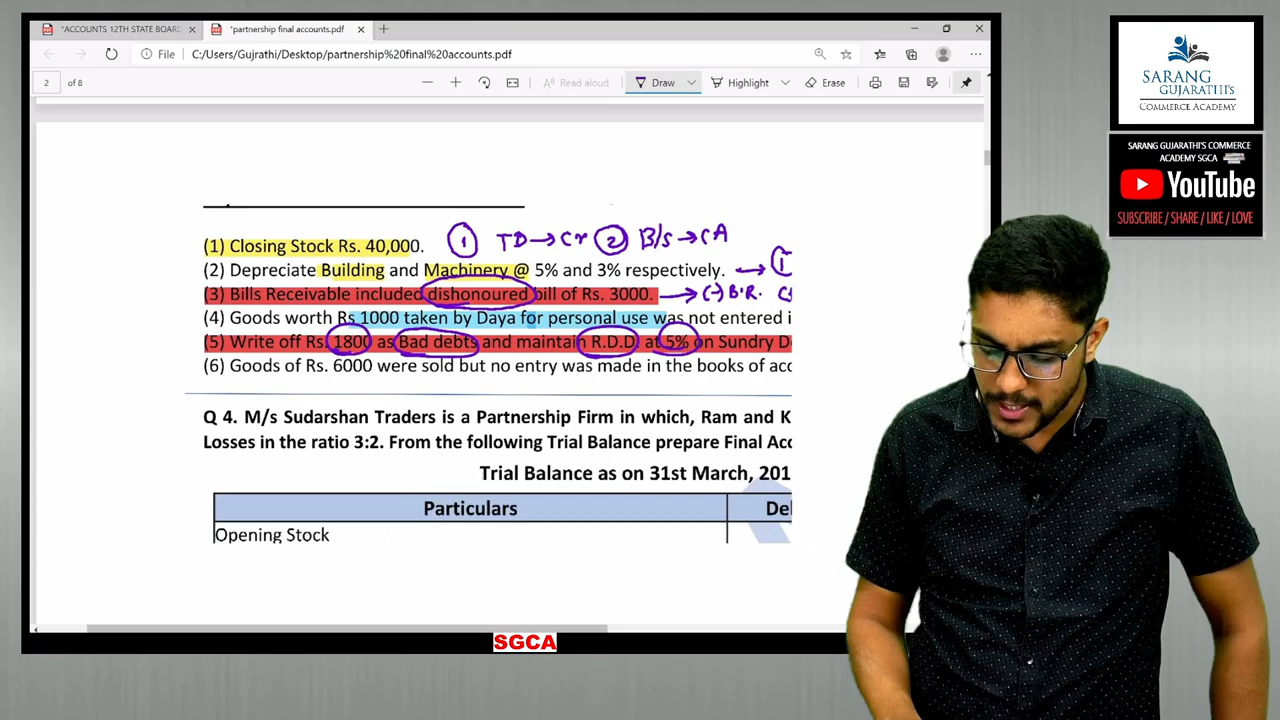 "ACCOUNTS 12TH STATE BOARD
"partnership final accounts.pdf
File
C:/Users/Gujrathi/Desktop/partnership%20final%20accounts.pdf
2 of 8
Read aloud
Draw
Highlight
Erase
(1) Closing Stock Rs. 40,000. 1 TD → Cr 2 B/S → CA
(2) Depreciate Building and Machinery @ 5% and 3% respectively. → 1
(3) Bills Receivable included dishonoured bill of Rs. 3000. → (-) B.R.
(4) Goods worth Rs 1000 taken by Daya for personal use was not entered i
(5) Write off Rs. 1800 as Bad debts and maintain R.D.D at 5% on Sundry D
(6) Goods of Rs. 6000 were sold but no entry was made in the books of acc
Q 4. M/s Sudarshan Traders is a Partnership Firm in which, Ram and K
Losses in the ratio 3:2. From the following Trial Balance prepare Final Acc
Trial Balance as on 31st March, 201
Particulars
De
Opening Stock
SGCA
SARANG
GUJARATHI'S
COMMERCE ACADEMY
SARANG GUJARATHI'S COMMERCE
ACADEMY SGCA
YouTube
SUBSCRIBE / SHARE / LIKE / LOVE